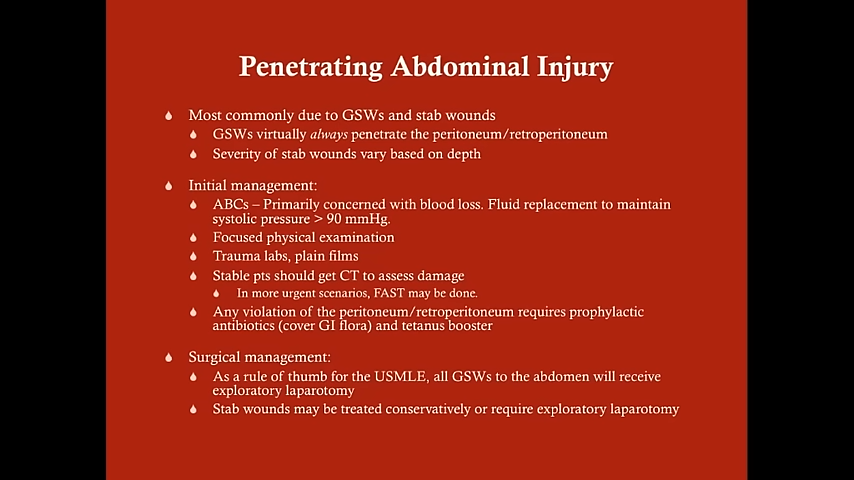 Penetrating Abdominal Injury
Most commonly due to GSWs and stab wounds
GSWs virtually always penetrate the peritoneum/retroperitoneum
Severity of stab wounds vary based on depth
Initial management:
ABCs – Primarily concerned with blood loss. Fluid replacement to maintain
systolic pressure > 90 mmHg.
Focused physical examination
Trauma labs, plain films
Stable pts should get CT to assess damage
In more urgent scenarios, FAST may be done.
Any violation of the peritoneum/retroperitoneum requires prophylactic
antibiotics (cover GI flora) and tetanus booster
Surgical management:
As a rule of thumb for the USMLE, all GSWs to the abdomen will receive
exploratory laparotomy
Stab wounds may be treated conservatively or require exploratory laparotomy